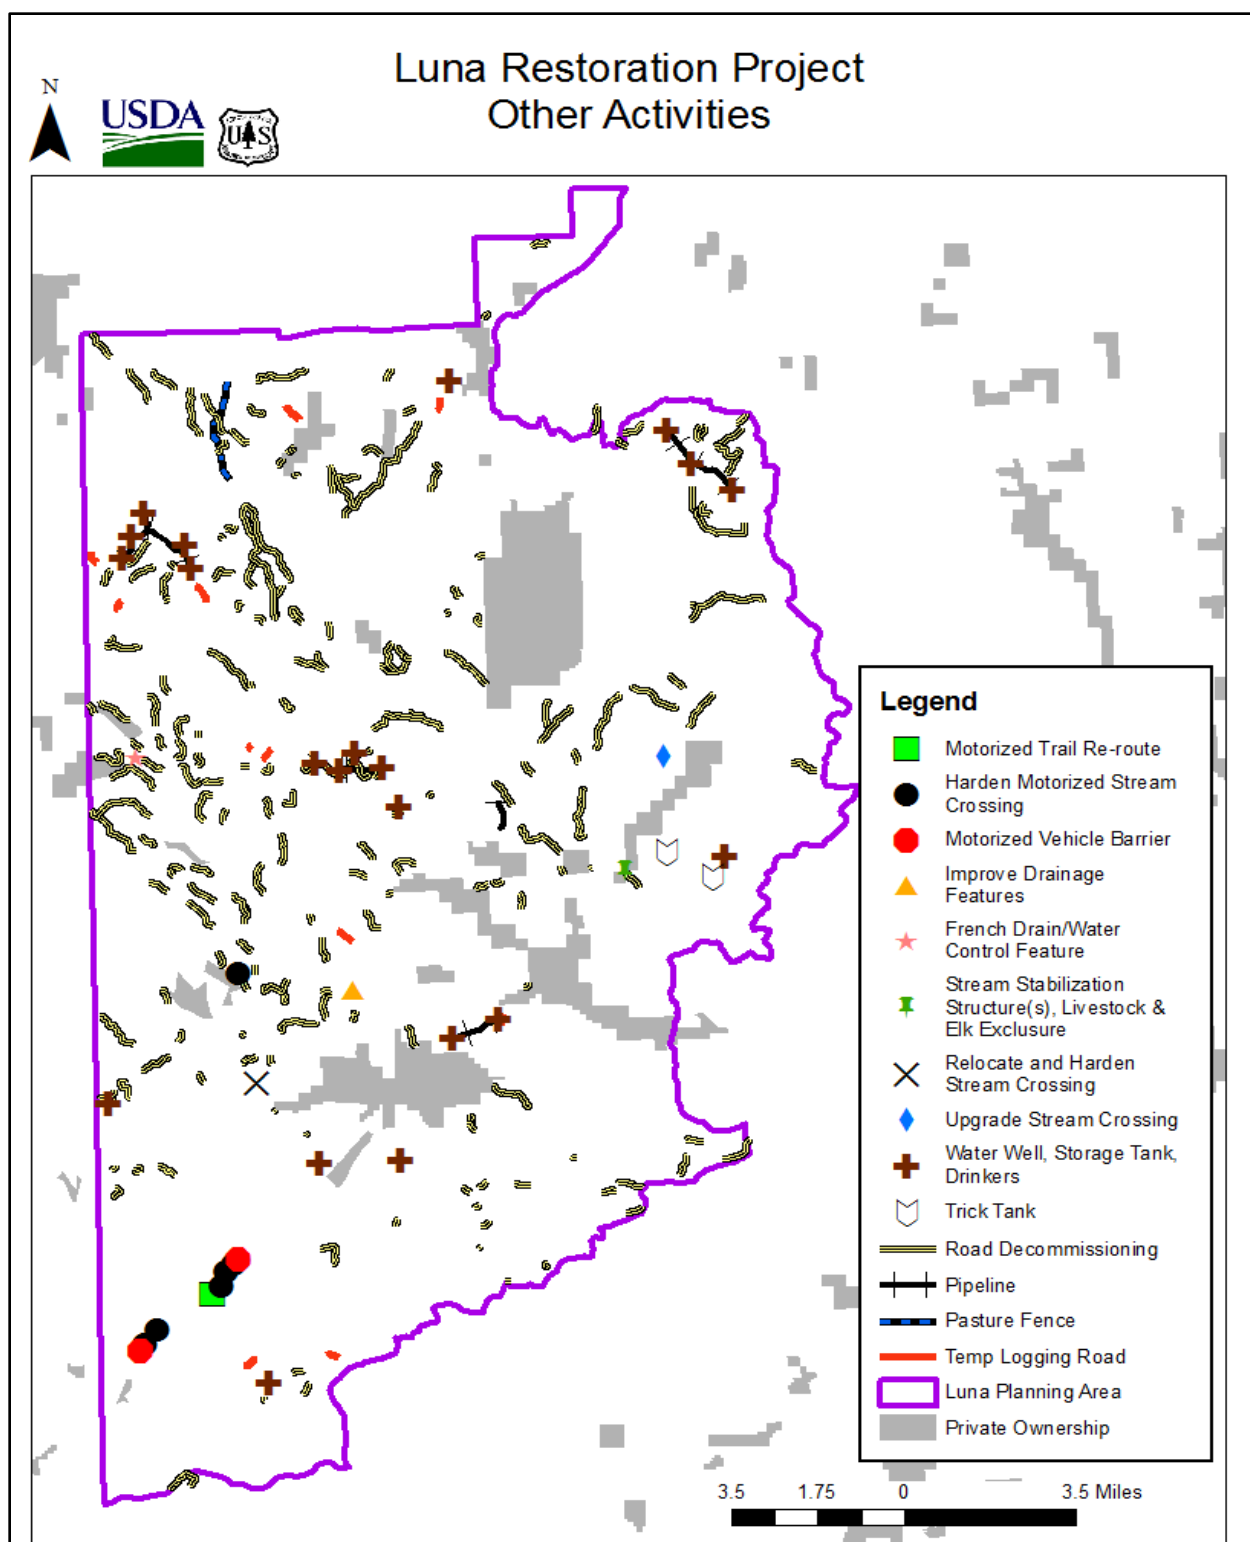 Luna Restoration Project
Other Activities
N
USDA
U S
Legend
Motorized Trail Re-route
Harden Motorized Stream
Crossing
Motorized Vehicle Barrier
Improve Drainage
Features
French Drain/Water
Control Feature
Stream Stabilization
Structure(s), Livestock &
Elk Exclusure
Relocate and Harden
Stream Crossing
Upgrade Stream Crossing
Water Well, Storage Tank,
Drinkers
Trick Tank
Road Decommissioning
Pipeline
Pasture Fence
Temp Logging Road
Luna Planning Area
Private Ownership
3.5 1.75 0 3.5 Miles